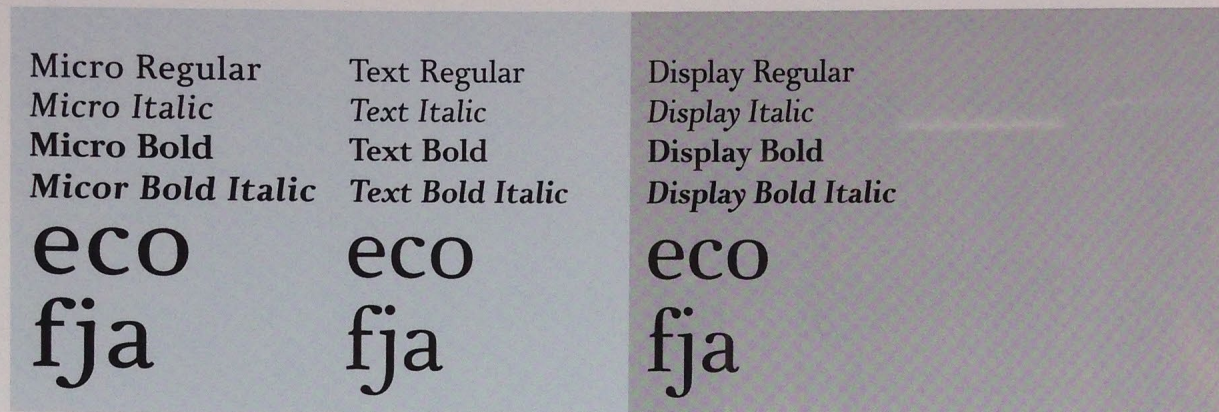 Micro Regular
Micro Italic
Micro Bold
Micor Bold Italic
eco
fja
Text Regular
Text Italic
Text Bold
Text Bold Italic
eco
fja
Display Regular
Display Italic
Display Bold
Display Bold Italic
eco
fja